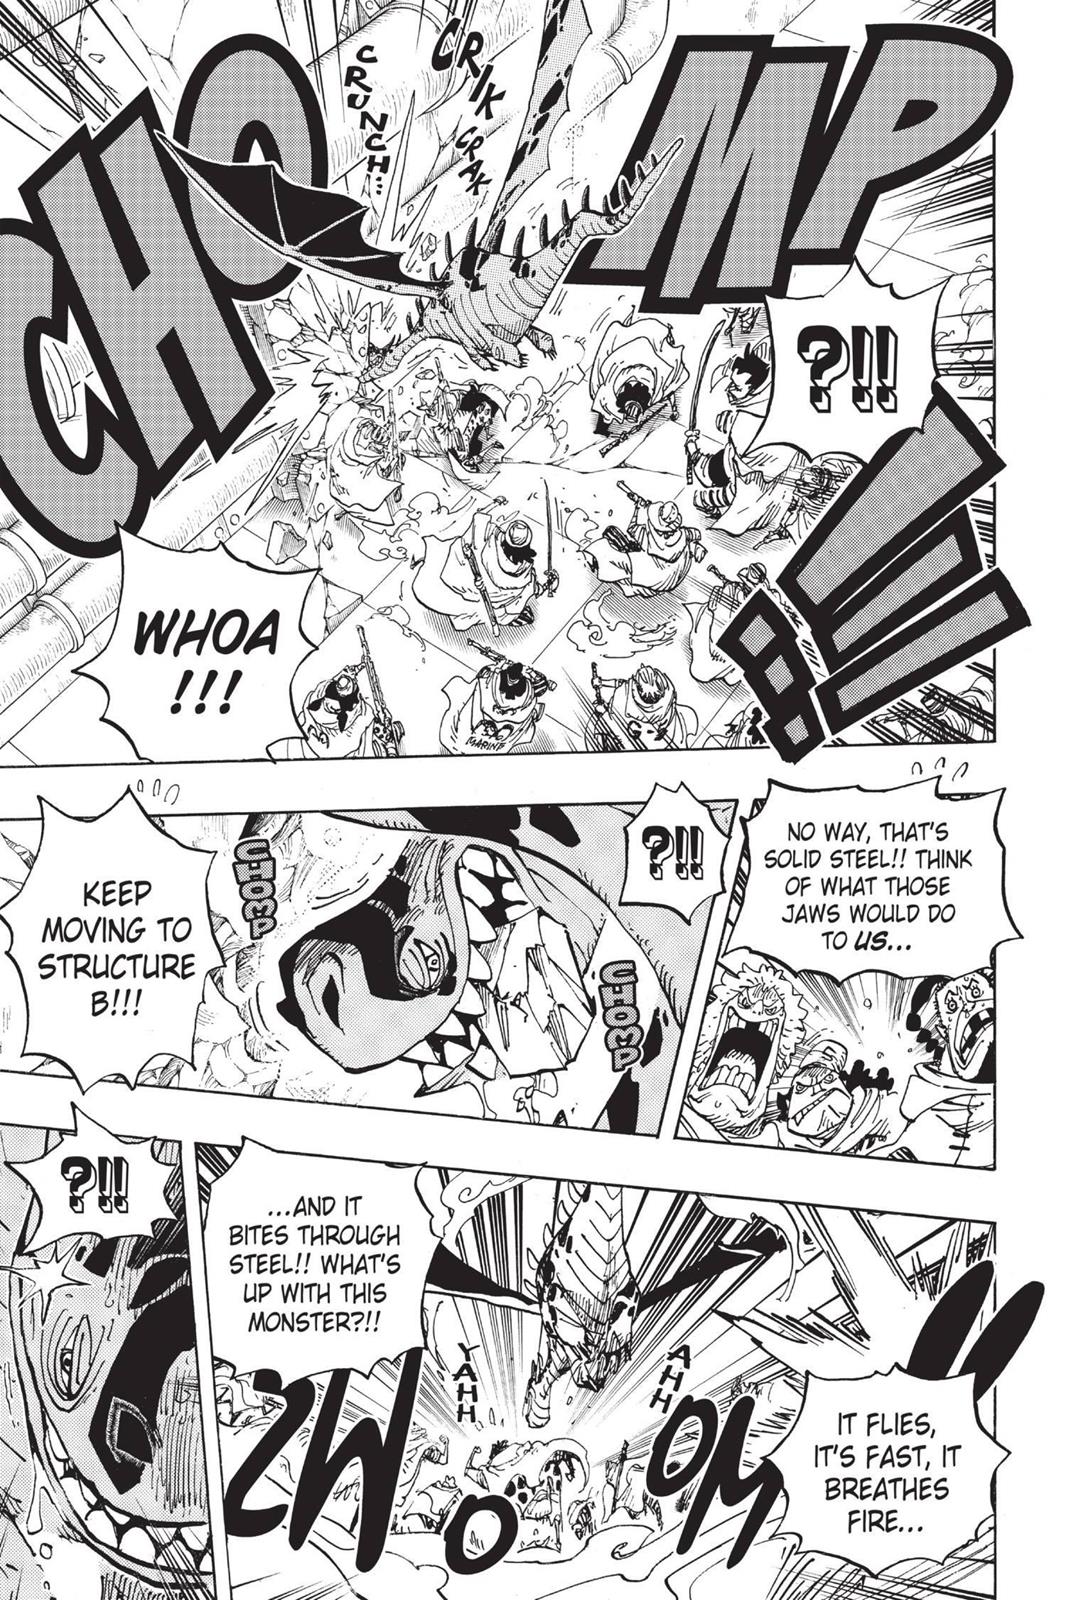 CHOMP
CRIK
CRAK
CRUNCH...
?!!
!!!
WHOA
!!!
MARINE
NO WAY, THAT'S
SOLID STEEL!! THINK
OF WHAT THOSE
JAWS WOULD DO
TO US...
?!!
CHOMP
CHOMP
KEEP
MOVING TO
STRUCTURE
B!!!
IT FLIES,
IT'S FAST, IT
BREATHES
FIRE...
AHH
YAHH
ZWOOM
...AND IT
BITES THROUGH
STEEL!! WHAT'S
UP WITH THIS
MONSTER?!!
?!!